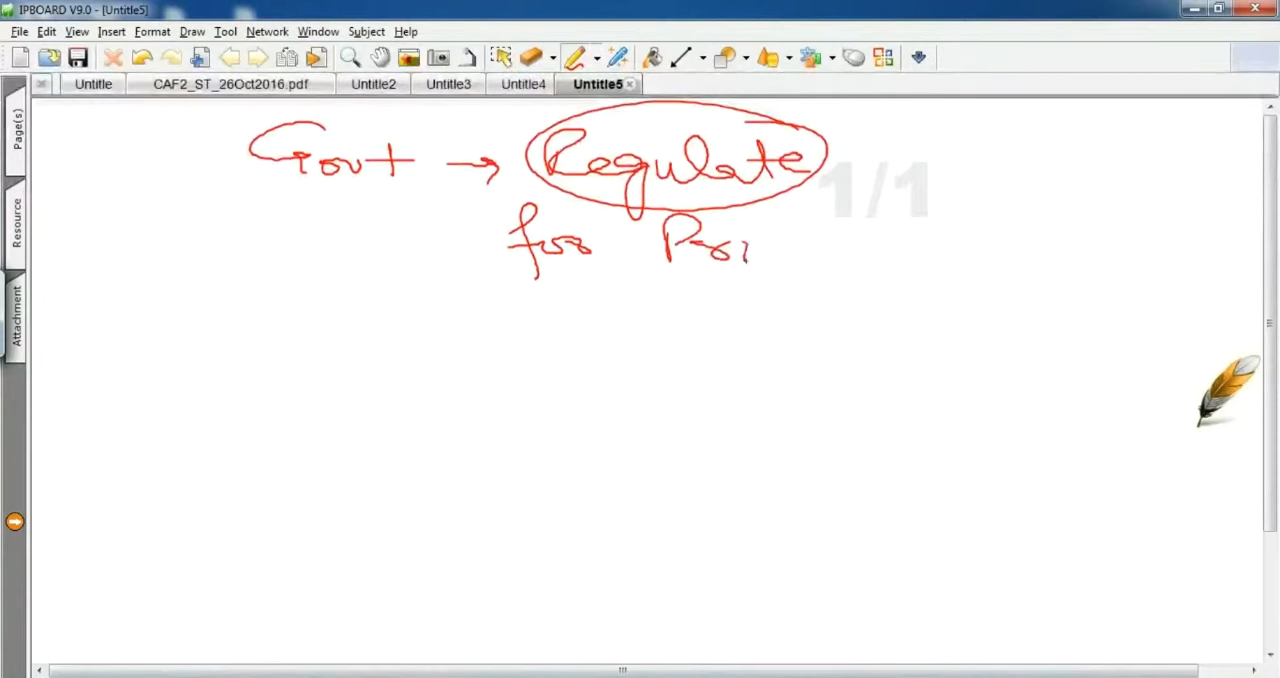 IPBOARD V9.0 - [Untitle5]
File Edit View Insert Format Draw Tool Network Window Subject Help
Untitle CAF2_ST_26Oct2016.pdf Untitle2 Untitle3 Untitle4 Untitle5
Page(s)
Resource
Attachment
Govt → Regulate
1/1
for